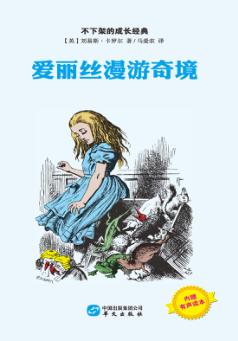 不下架的成长经典
【英】刘易斯·卡罗尔 著/马爱农 译
爱丽丝漫游奇境
中国出版集团公司
华文出版社
内赠
有声读本